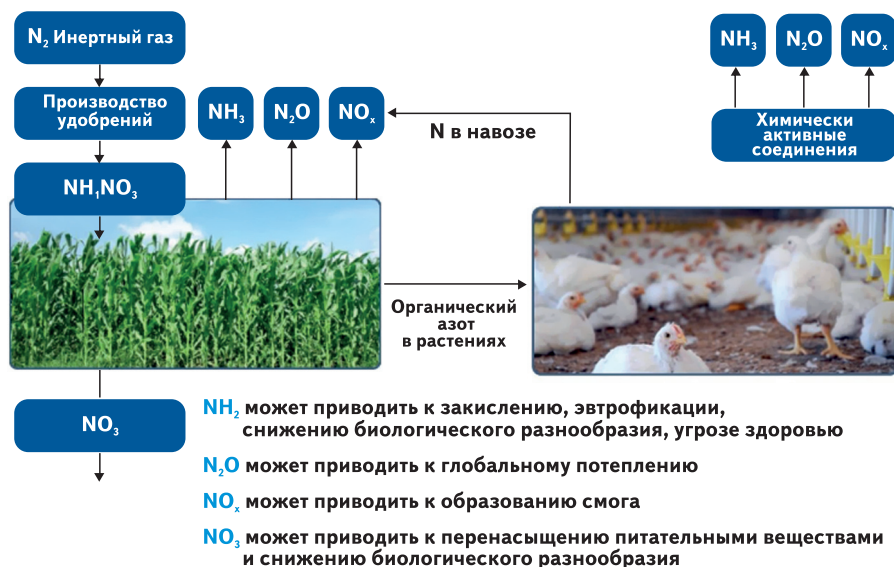 N₂ Инертный газ
Производство
удобрений
NH₁NO₃
NH₃
N₂O
NOₓ
N в навозе
NH₃
N₂O
NOₓ
Химически
активные
соединения
Органический
азот
в растениях
NO₃
NH₂ может приводить к закислению, эвтрофикации,
снижению биологического разнообразия, угрозе здоровью
N₂O может приводить к глобальному потеплению
NOₓ может приводить к образованию смога
NO₃ может приводить к перенасыщению питательными веществами
и снижению биологического разнообразия